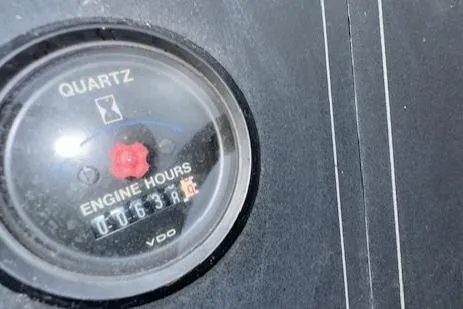 QUARTZ
ENGINE HOURS
0063
VDO